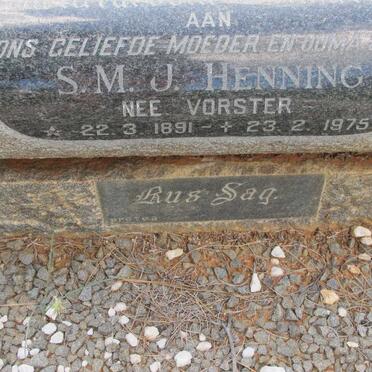 AAN
ONS GELIEFDE MOEDER EN OUMA
S.M.J. HENNING
NEE VORSTER
* 22.3.1891 - + 23.2.1975
Rus Sag.